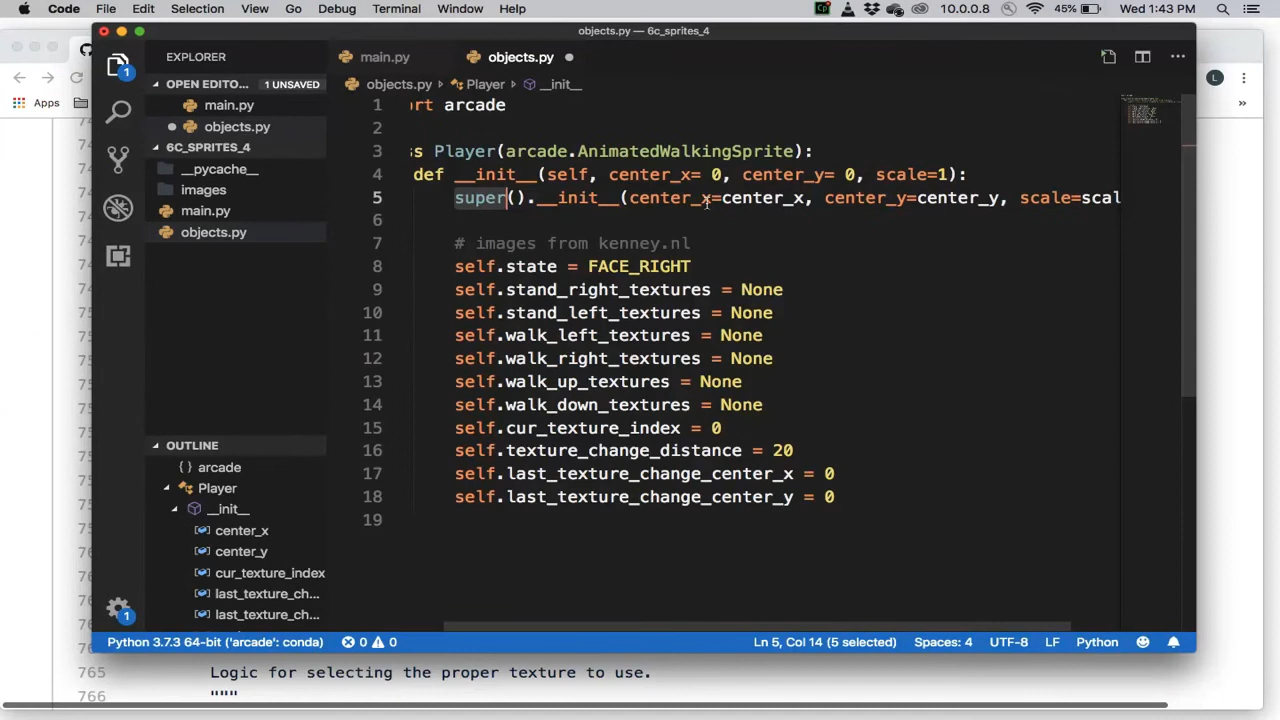 Code File Edit Selection View Go Debug Terminal Window Help 10.0.0.8 45% Wed 1:43 PM
objects.py — 6c_sprites_4
EXPLORER
main.py objects.py
OPEN EDITO... 1 UNSAVED
main.py
objects.py
6C_SPRITES_4
__pycache__
images
main.py
objects.py
OUTLINE
arcade
Player
__init__
center_x
center_y
cur_texture_index
last_texture_ch...
last_texture_ch...
objects.py Player __init__
1 rt arcade
2
3 s Player(arcade.AnimatedWalkingSprite):
4 def __init__(self, center_x= 0, center_y= 0, scale=1):
5 super().__init__(center_x=center_x, center_y=center_y, scale=scal
6
7 # images from kenney.nl
8 self.state = FACE_RIGHT
9 self.stand_right_textures = None
10 self.stand_left_textures = None
11 self.walk_left_textures = None
12 self.walk_right_textures = None
13 self.walk_up_textures = None
14 self.walk_down_textures = None
15 self.cur_texture_index = 0
16 self.texture_change_distance = 20
17 self.last_texture_change_center_x = 0
18 self.last_texture_change_center_y = 0
19
Python 3.7.3 64-bit ('arcade': conda) 0 0 Ln 5, Col 14 (5 selected) Spaces: 4 UTF-8 LF Python
1
1
Apps
L
»
765 Logic for selecting the proper texture to use.
766 """